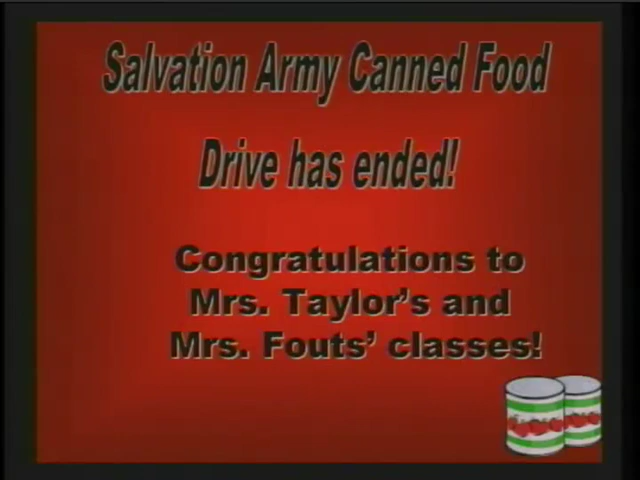 Salvation Army Canned Food
Drive has ended!
Congratulations to
Mrs. Taylor's and
Mrs. Fouts' classes!